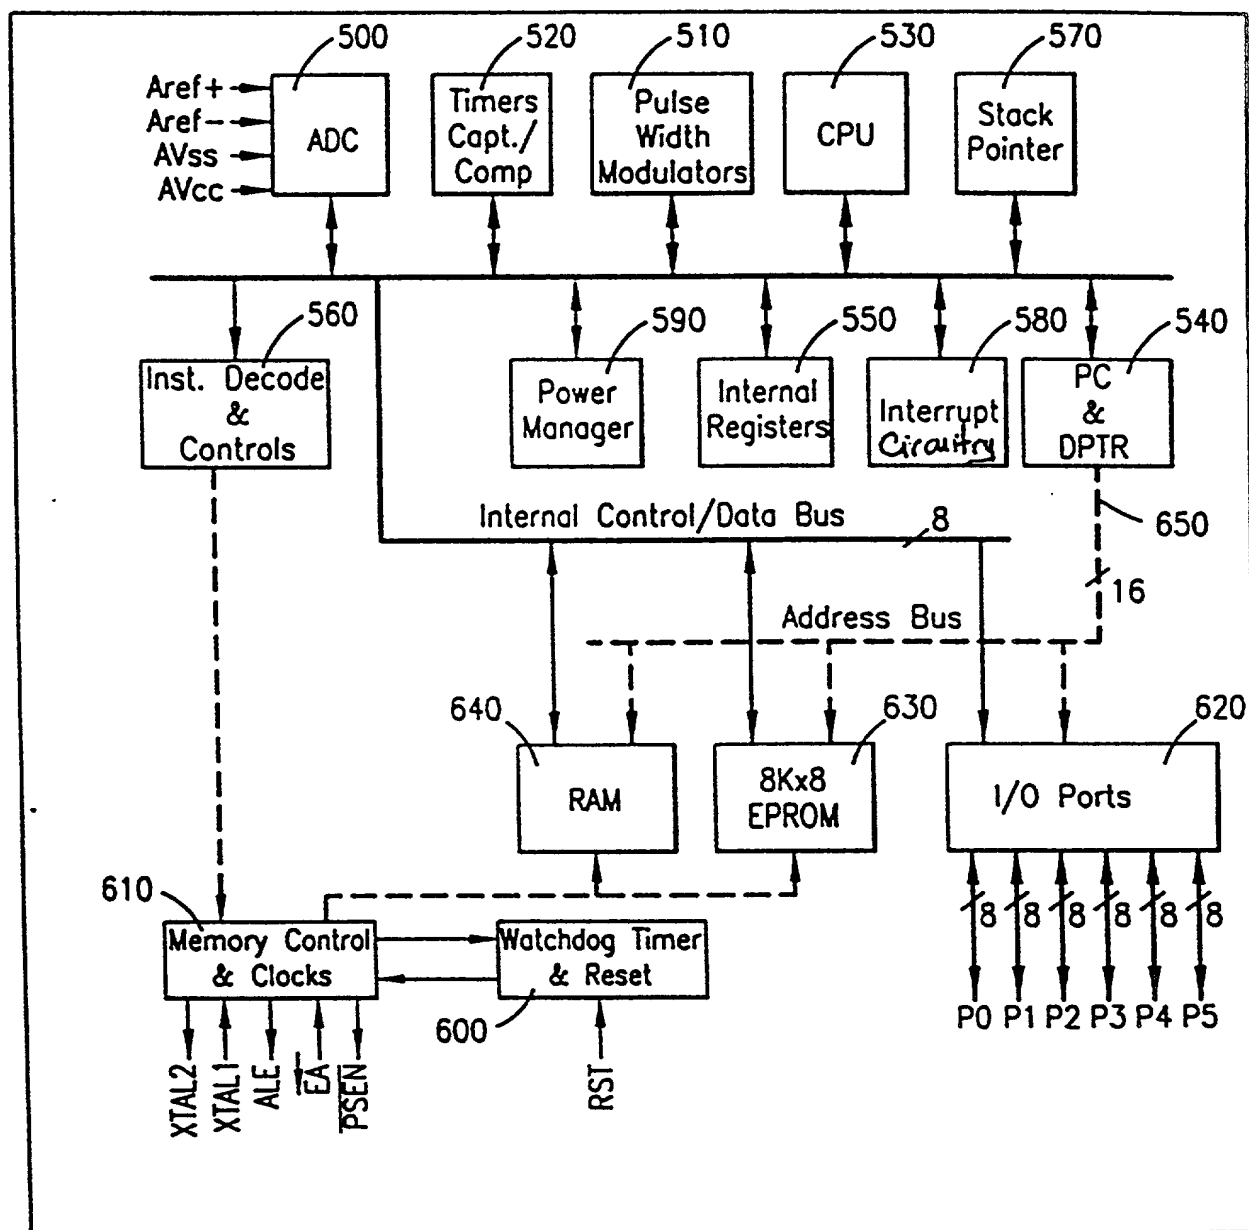 500
520
510
530
570
Aref+
Aref-
AVss
AVcc
ADC
Timers
Capt./
Comp
Pulse
Width
Modulators
CPU
Stack
Pointer
560
590
550
580
540
Inst. Decode
&
Controls
Power
Manager
Internal
Registers
Interrupt
Circuitry
PC
&
DPTR
Internal Control/Data Bus
8
650
16
Address Bus
640
630
620
RAM
8Kx8
EPROM
I/O Ports
610
Memory Control
& Clocks
Watchdog Timer
& Reset
600
8
8
8
8
8
8
P0
P1
P2
P3
P4
P5
XTAL2
XTAL1
ALE
EA
PSEN
RST